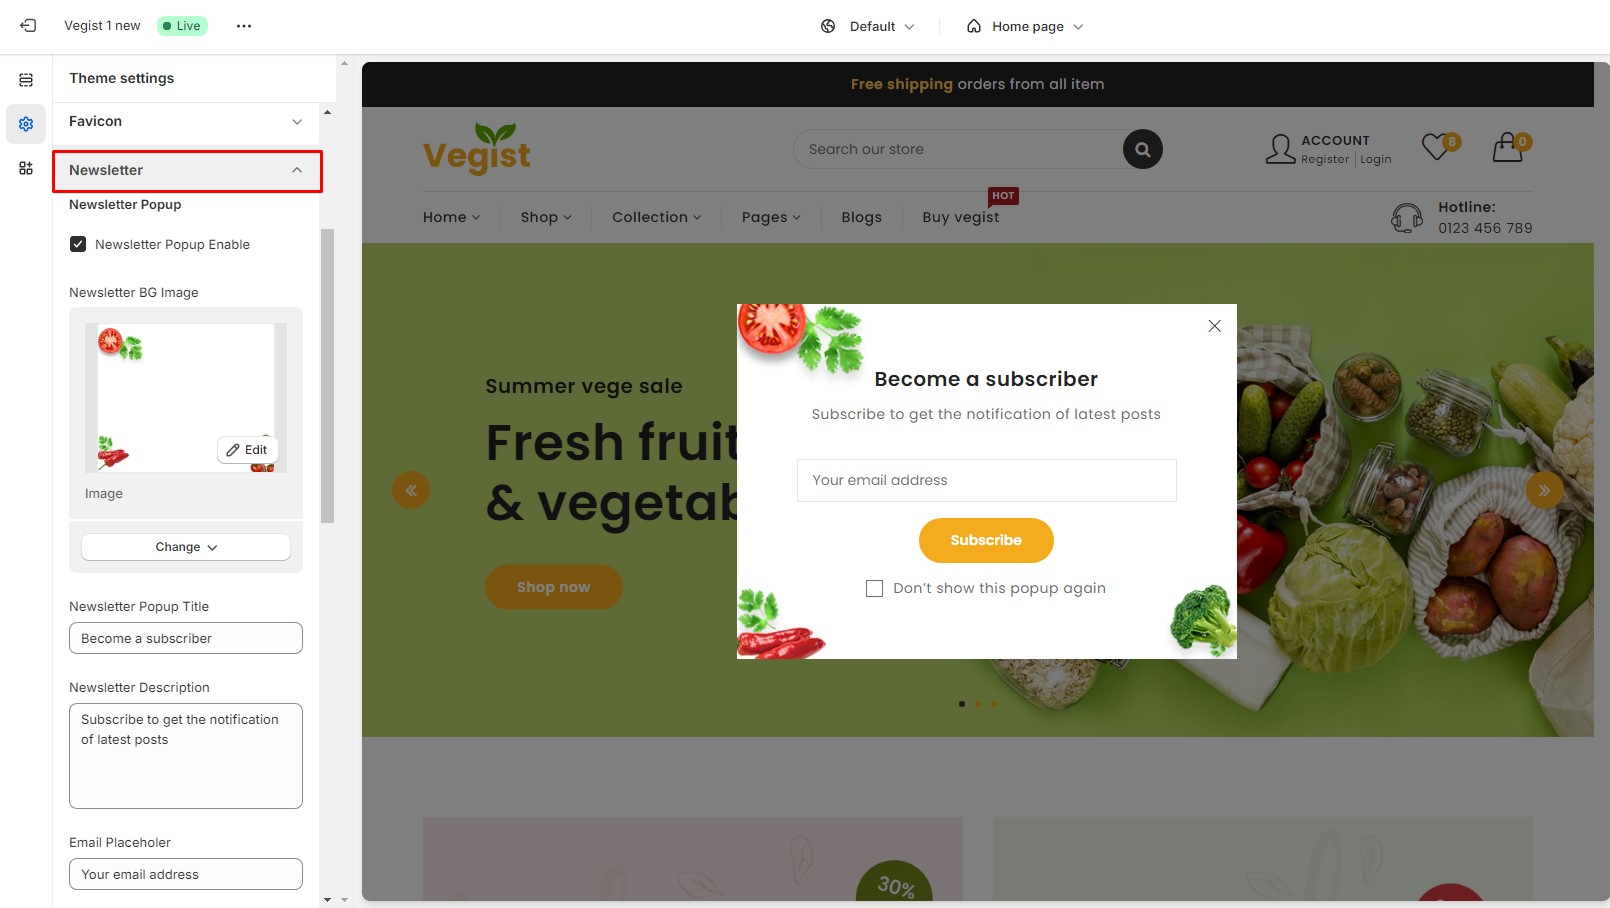 Vegist 1 new
Live
Default
Home page
Theme settings
Favicon
Newsletter
Newsletter Popup
Newsletter Popup Enable
Newsletter BG Image
Edit
Image
Change
Newsletter Popup Title
Become a subscriber
Newsletter Description
Subscribe to get the notification
of latest posts
Email Placeholer
Your email address
Free shipping orders from all item
Vegist
Search our store
ACCOUNT
Register
Login
8
0
HOT
Home
Shop
Collection
Pages
Blogs
Buy vegist
Hotline:
0123 456 789
Summer vege sale
Fresh fruit
& vegetab
Shop now
Become a subscriber
Subscribe to get the notification of latest posts
Your email address
Subscribe
Don't show this popup again
30%